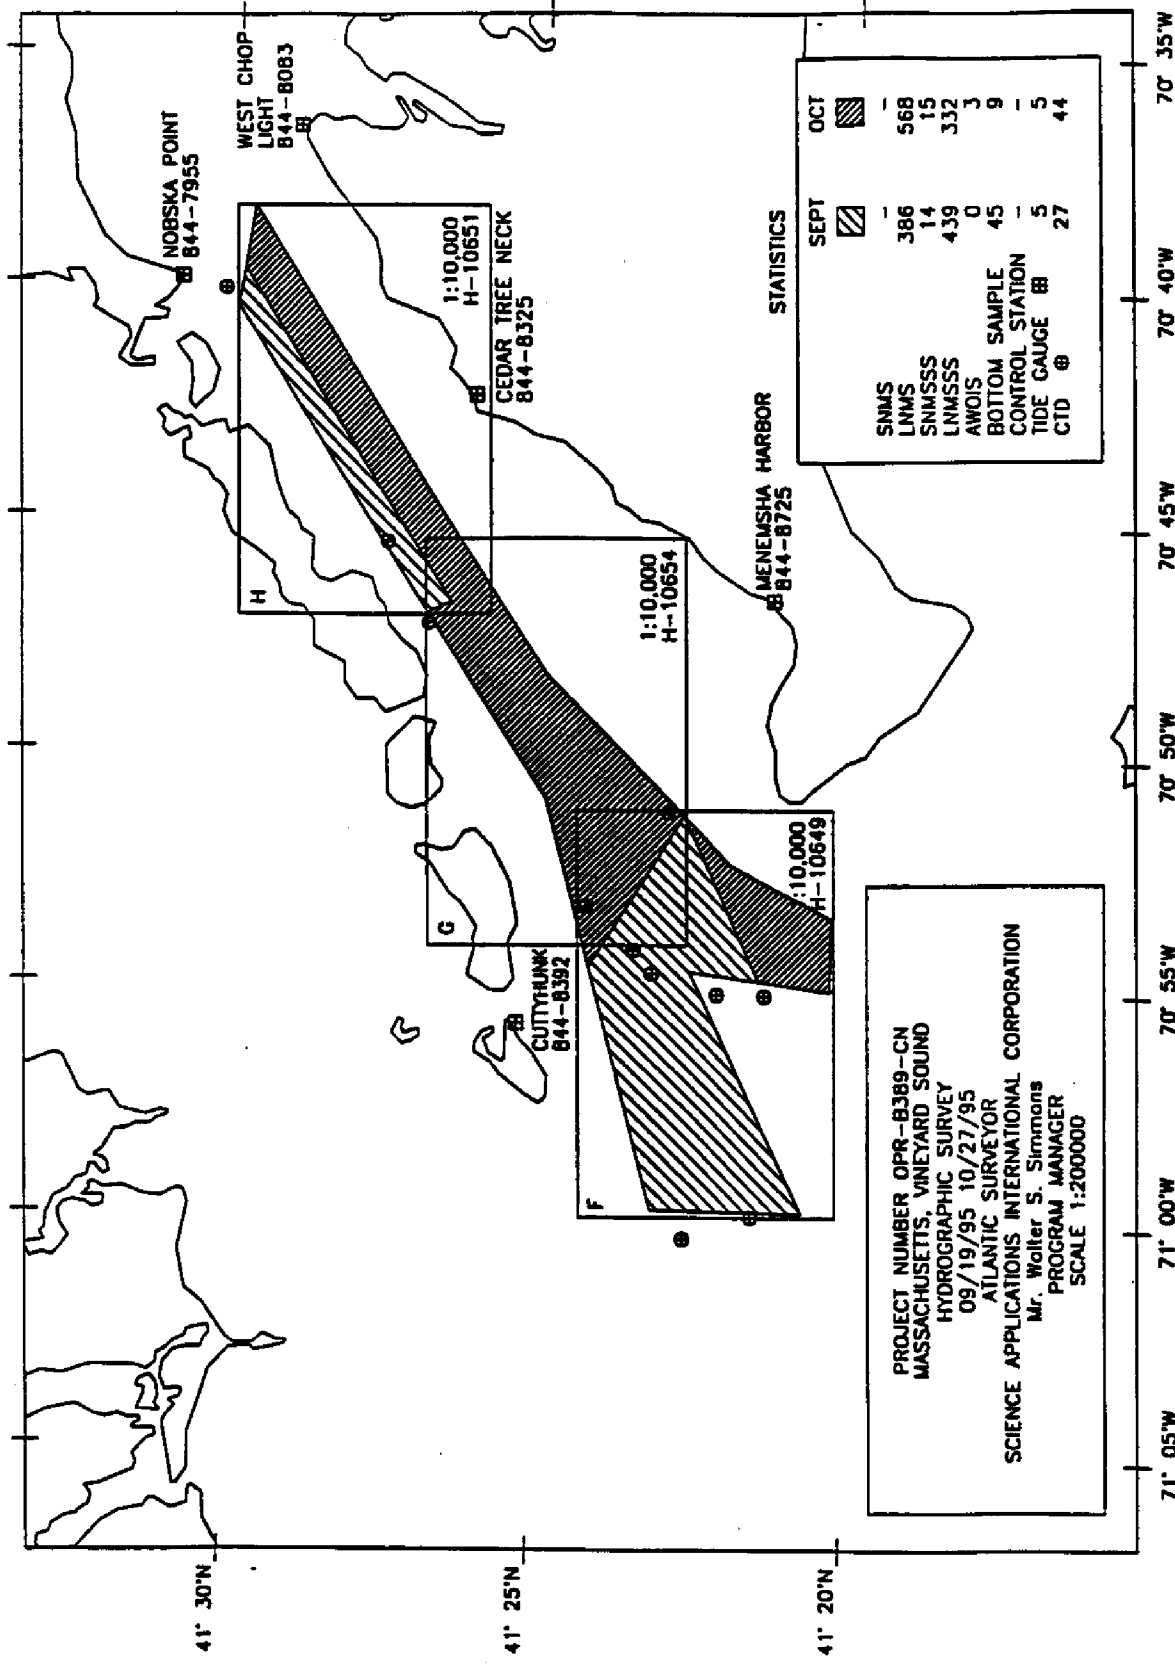 NOBSKA POINT
844-7955
WEST CHOP
LIGHT
844-8083
H
1:10,000
H-10651
CEDAR TREE NECK
844-8325
G
1:10,000
H-10654
MENEMSHA HARBOR
844-8725
CUTTYHUNK
844-8392
F
1:10,000
H-10649
STATISTICS
SEPT OCT
SNMS - -
LNMS 386 568
SNMSSS 14 15
LNMSSS 439 332
AWOIS 0 3
BOTTOM SAMPLE 45 9
CONTROL STATION - -
TIDE GAUGE 5 5
CTD 27 44
PROJECT NUMBER OPR-B389-CN
MASSACHUSETTS, VINEYARD SOUND
HYDROGRAPHIC SURVEY
09/19/95 10/27/95
ATLANTIC SURVEYOR
SCIENCE APPLICATIONS INTERNATIONAL CORPORATION
Mr. Walter S. Simmons
PROGRAM MANAGER
SCALE 1:200000
41° 30'N
41° 25'N
41° 20'N
71° 05'W
71° 00'W
70° 55'W
70° 50'W
70° 45'W
70° 40'W
70° 35'W